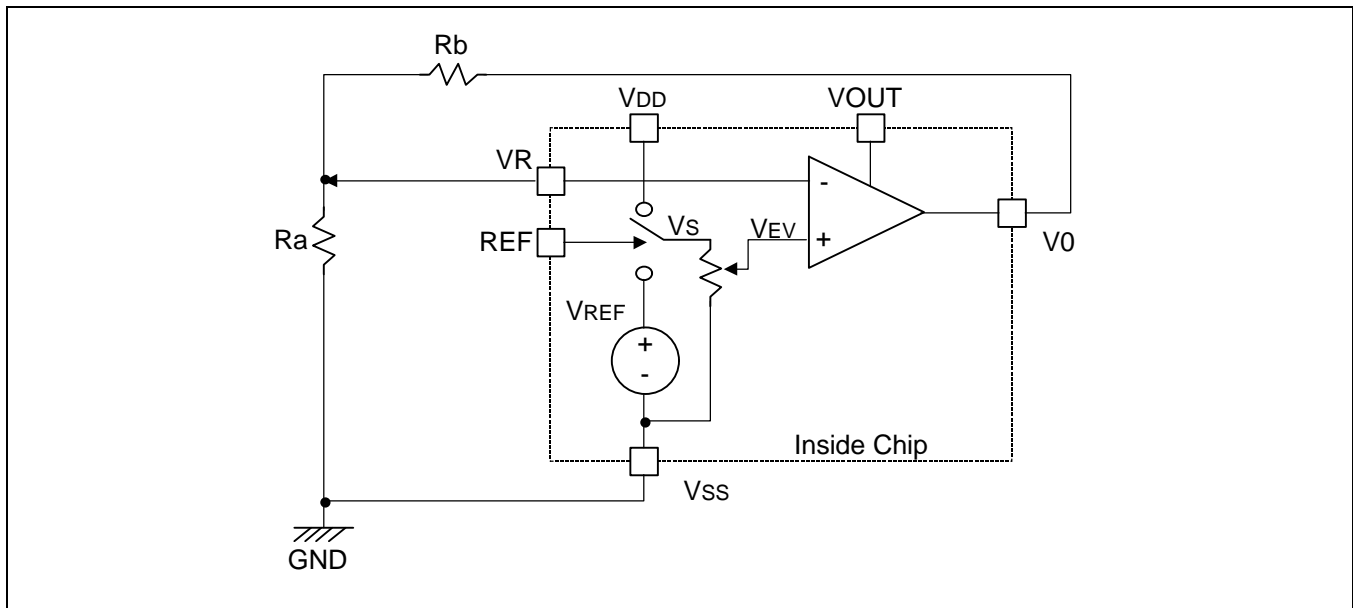 Rb
VDD
VOUT
VR
-
Ra
REF
VS
VEV
+
V0
VREF
+
-
Inside Chip
VSS
GND